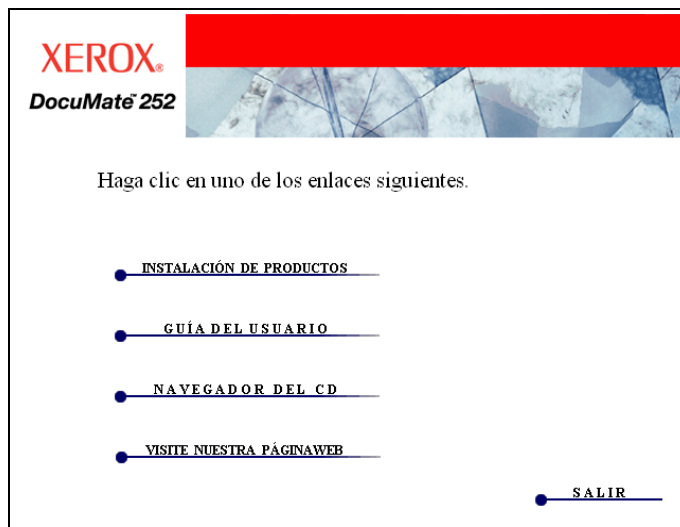 XEROX®
DocuMate™ 252
Haga clic en uno de los enlaces siguientes.
INSTALACIÓN DE PRODUCTOS
GUÍA DEL USUARIO
NAVEGADOR DEL CD
VISITE NUESTRA PÁGINAWEB
SALIR